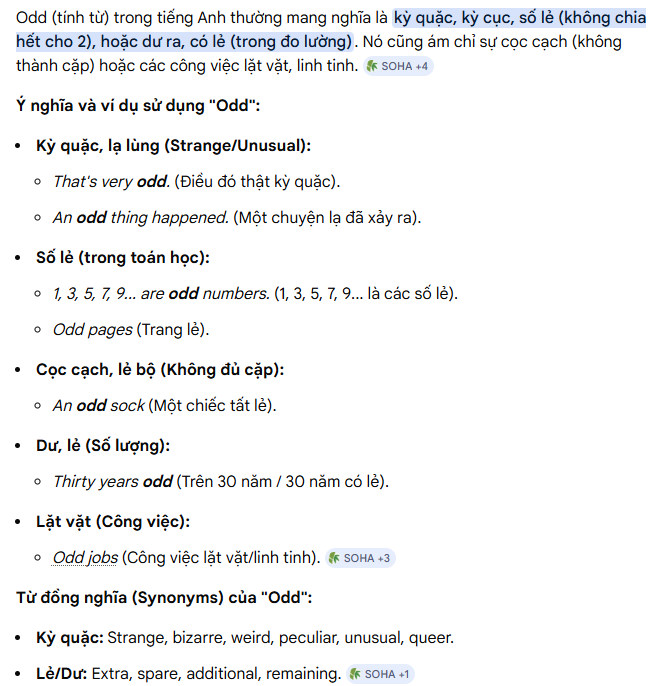 Odd (tính từ) trong tiếng Anh thường mang nghĩa là kỳ quặc, kỳ cục, số lẻ (không chia
hết cho 2), hoặc dư ra, có lẻ (trong đo lường). Nó cũng ám chỉ sự cọc cạch (không
thành cặp) hoặc các công việc lặt vặt, linh tinh. SOHA +4
Ý nghĩa và ví dụ sử dụng "Odd":
• Kỳ quặc, lạ lùng (Strange/Unusual):
◦ That's very odd. (Điều đó thật kỳ quặc).
◦ An odd thing happened. (Một chuyện lạ đã xảy ra).
• Số lẻ (trong toán học):
◦ 1, 3, 5, 7, 9... are odd numbers. (1, 3, 5, 7, 9... là các số lẻ).
◦ Odd pages (Trang lẻ).
• Cọc cạch, lẻ bộ (Không đủ cặp):
◦ An odd sock (Một chiếc tất lẻ).
• Dư, lẻ (Số lượng):
◦ Thirty years odd (Trên 30 năm / 30 năm có lẻ).
• Lặt vặt (Công việc):
◦ Odd jobs (Công việc lặt vặt/linh tinh). SOHA +3
Từ đồng nghĩa (Synonyms) của "Odd":
• Kỳ quặc: Strange, bizarre, weird, peculiar, unusual, queer.
• Lẻ/Dư: Extra, spare, additional, remaining. SOHA +1